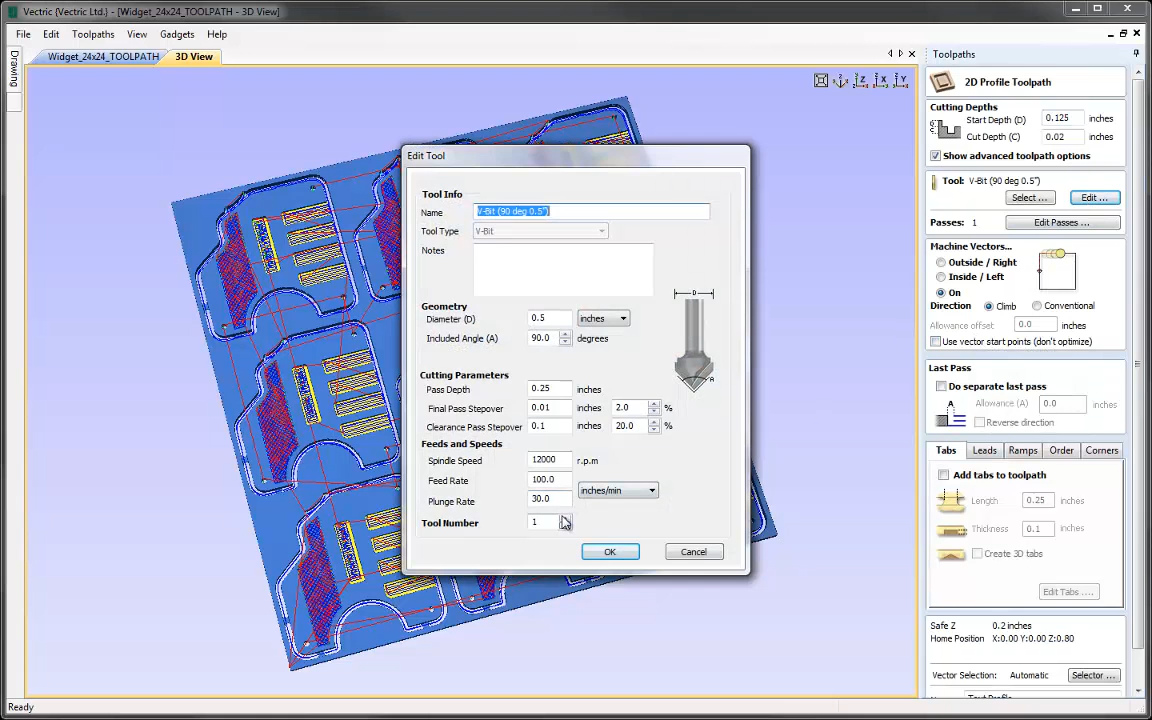 Vectric {Vectric Ltd.} - [Widget_24x24_TOOLPATH - 3D View]
File Edit Toolpaths View Gadgets Help
Drawing
Widget_24x24_TOOLPATH 3D View
Z X Y
Edit Tool
Tool Info
Name V-Bit (90 deg 0.5")
Tool Type V-Bit
Notes
Geometry
Diameter (D) 0.5 inches
Included Angle (A) 90.0 degrees
D
A
Cutting Parameters
Pass Depth 0.25 inches
Final Pass Stepover 0.01 inches 2.0 %
Clearance Pass Stepover 0.1 inches 20.0 %
Feeds and Speeds
Spindle Speed 12000 r.p.m
Feed Rate 100.0
inches/min
Plunge Rate 30.0
Tool Number 1
OK Cancel
Toolpaths
2D Profile Toolpath
Cutting Depths
Start Depth (D) 0.125 inches
Cut Depth (C) 0.02 inches
Show advanced toolpath options
Tool: V-Bit (90 deg 0.5")
Select ... Edit ...
Passes: 1 Edit Passes ...
Machine Vectors...
Outside / Right
Inside / Left
On
Direction Climb Conventional
Allowance offset 0.0 inches
Use vector start points (don't optimize)
Last Pass
Do separate last pass
A Allowance (A) 0.0 inches
Reverse direction
Tabs Leads Ramps Order Corners
Add tabs to toolpath
Length 0.25 inches
Thickness 0.1 inches
Create 3D tabs
Edit Tabs ....
Safe Z 0.2 inches
Home Position X:0.00 Y:0.00 Z:0.80
Vector Selection: Automatic Selector ...
Ready